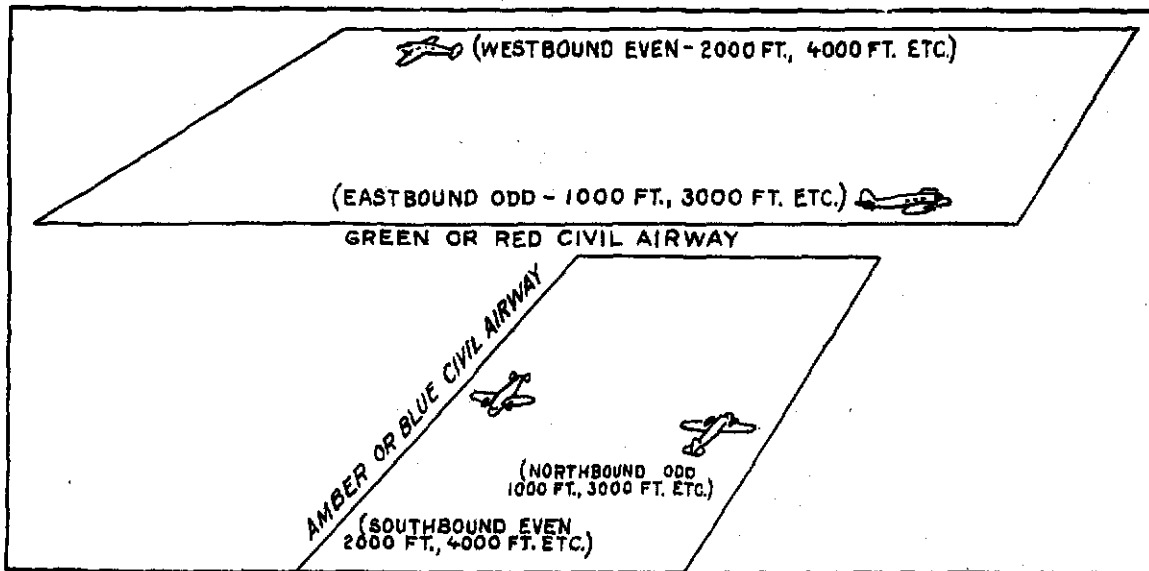 (WESTBOUND EVEN - 2000 FT., 4000 FT. ETC.)
(EASTBOUND ODD - 1000 FT., 3000 FT. ETC.)
GREEN OR RED CIVIL AIRWAY
AMBER OR BLUE CIVIL AIRWAY
(NORTHBOUND ODD
1000 FT., 3000 FT. ETC.)
(SOUTHBOUND EVEN
2000 FT., 4000 FT. ETC.)